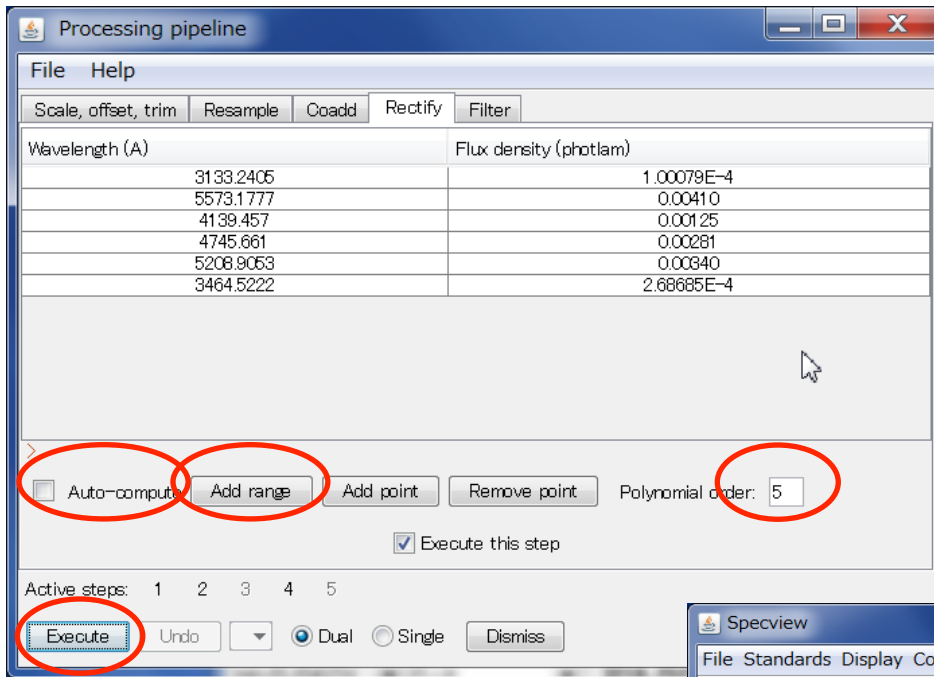 Processing pipeline
File Help
Scale, offset, trim Resample Coadd Rectify Filter
Wavelength (A) Flux density (photlam)
3133.2405 1.00079E-4
5573.1777 0.00410
4139.457 0.00125
4745.661 0.00281
5208.9053 0.00340
3464.5222 2.68685E-4
Auto-compute Add range Add point Remove point Polynomial order: 5
Execute this step
Active steps: 1 2 3 4 5
Execute Undo Dual Single Dismiss
Specview
File Standards Display Co